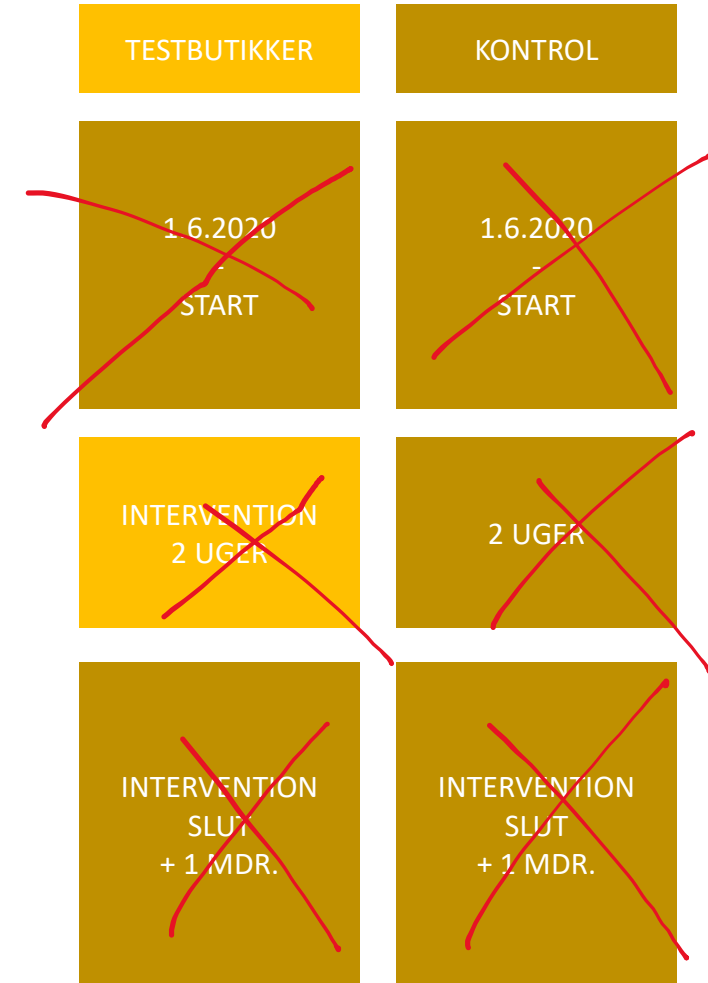 TESTBUTIKKER
KONTROL
1.6.2020
-
START
1.6.2020
-
START
INTERVENTION
2 UGER
2 UGER
INTERVENTION
SLUT
+ 1 MDR.
INTERVENTION
SLUT
+ 1 MDR.